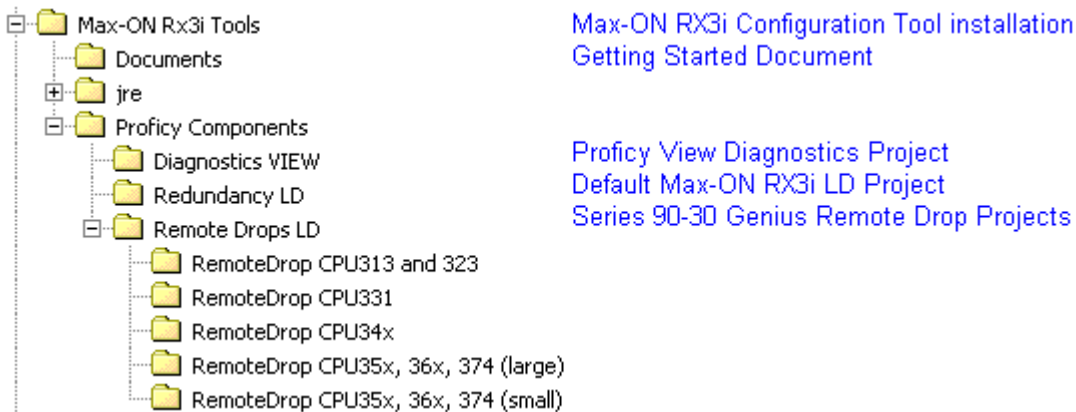 Max-ON Rx3i Tools Max-ON RX3i Configuration Tool installation
Documents Getting Started Document
jre
Proficy Components
Diagnostics VIEW Proficy View Diagnostics Project
Redundancy LD Default Max-ON RX3i LD Project
Remote Drops LD Series 90-30 Genius Remote Drop Projects
RemoteDrop CPU313 and 323
RemoteDrop CPU331
RemoteDrop CPU34x
RemoteDrop CPU35x, 36x, 374 (large)
RemoteDrop CPU35x, 36x, 374 (small)